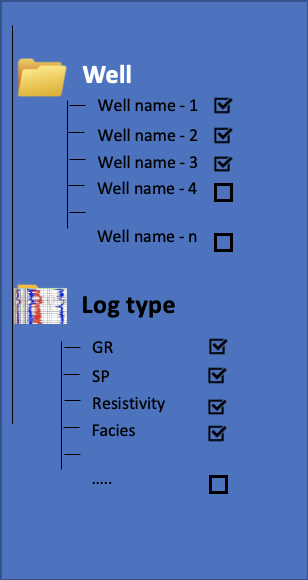 Well
Well name - 1
Well name - 2
Well name - 3
Well name - 4
Well name - n
Log type
GR
SP
Resistivity
Facies
.....